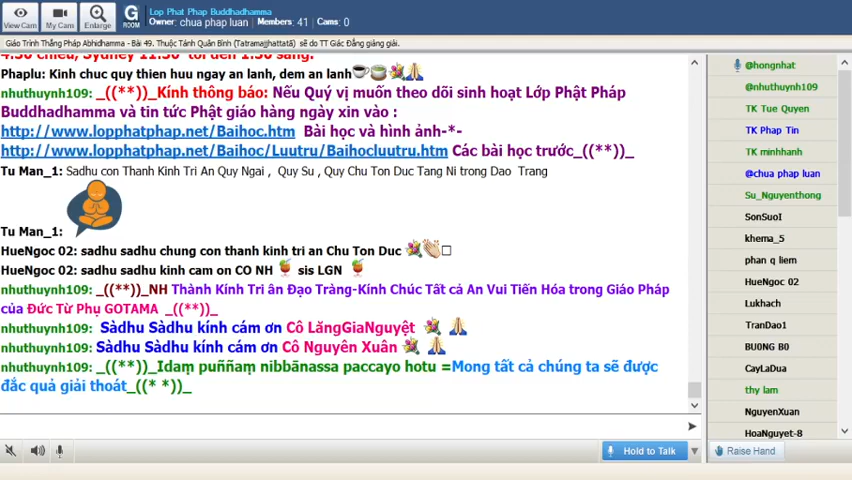 Lop Phat Phap Buddhadhamma
Owner: chua phap luan Members: 41 Cams: 0
View Cam
My Cam
Enlarge
G
ROOM
Giáo Trình Thắng Pháp Abhidhamma - Bài 49. Thuộc Tánh Quân Bình (Tatramajjhattatā) sẽ do TT Giác Đẳng giảng giải.
4:30 chiều, Sydney 11:30 tối đến 1:30 sáng.
Phaplu: Kinh chuc quy thien huu ngay an lanh, dem an lanh
nhuthuynh109: _((**)_Kính thông báo: Nếu Quý vị muốn theo dõi sinh hoạt Lớp Phật Pháp
Buddhadhamma và tin tức Phật giáo hàng ngày xin vào :
http://www.lopphatphap.net/Baihoc.htm Bài học và hình ảnh-*-
http://www.lopphatphap.net/Baihoc/Luutru/Baihocluutru.htm Các bài học trước_((**)_
Tu Man_1: Sadhu con Thanh Kinh Tri An Quy Ngai , Quy Su , Quy Chu Ton Duc Tang Ni trong Dao Trang
Tu Man_1:
HueNgoc 02: sadhu sadhu chung con thanh kinh tri an Chu Ton Duc
HueNgoc 02: sadhu sadhu kinh cam on CO NH sis LGN
nhuthuynh109: _((**)_NH Thành Kính Tri ân Đạo Tràng-Kính Chúc Tất cả An Vui Tiến Hóa trong Giáo Pháp
của Đức Từ Phụ GOTAMA _((**)_
nhuthuynh109: Sàdhu Sàdhu kính cám ơn Cô LăngGiaNguyệt
nhuthuynh109: Sàdhu Sàdhu kính cám ơn Cô Nguyên Xuân
nhuthuynh109: _((**)_Idaṃ puññaṃ nibbānassa paccayo hotu =Mong tất cả chúng ta sẽ được
đắc quả giải thoát_((* *))_
@hongnhat
@nhuthuynh109
TK Tue Quyen
TK Phap Tin
TK minhhanh
@chua phap luan
Su_Nguyenthong
SonSuoI
khema_5
phan q liem
HueNgoc 02
Lukhach
TranDao1
BU0NG B0
CayLaDua
thy lam
NguyenXuan
HoaNguyet-8
Hold to Talk
Raise Hand